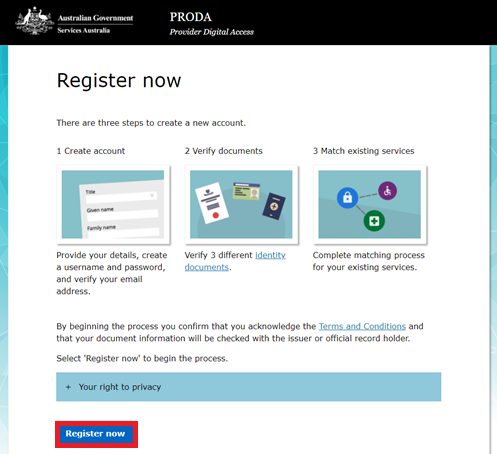 Australian Government
Services Australia
PRODA
Provider Digital Access
Register now
There are three steps to create a new account.
1 Create account
2 Verify documents
3 Match existing services
Title
Given name
Family name
Provide your details, create
a username and password,
and verify your email
address.
Verify 3 different identity
documents.
Complete matching process
for your existing services.
By beginning the process you confirm that you acknowledge the Terms and Conditions and
that your document information will be checked with the issuer or official record holder.
Select 'Register now' to begin the process.
+ Your right to privacy
Register now